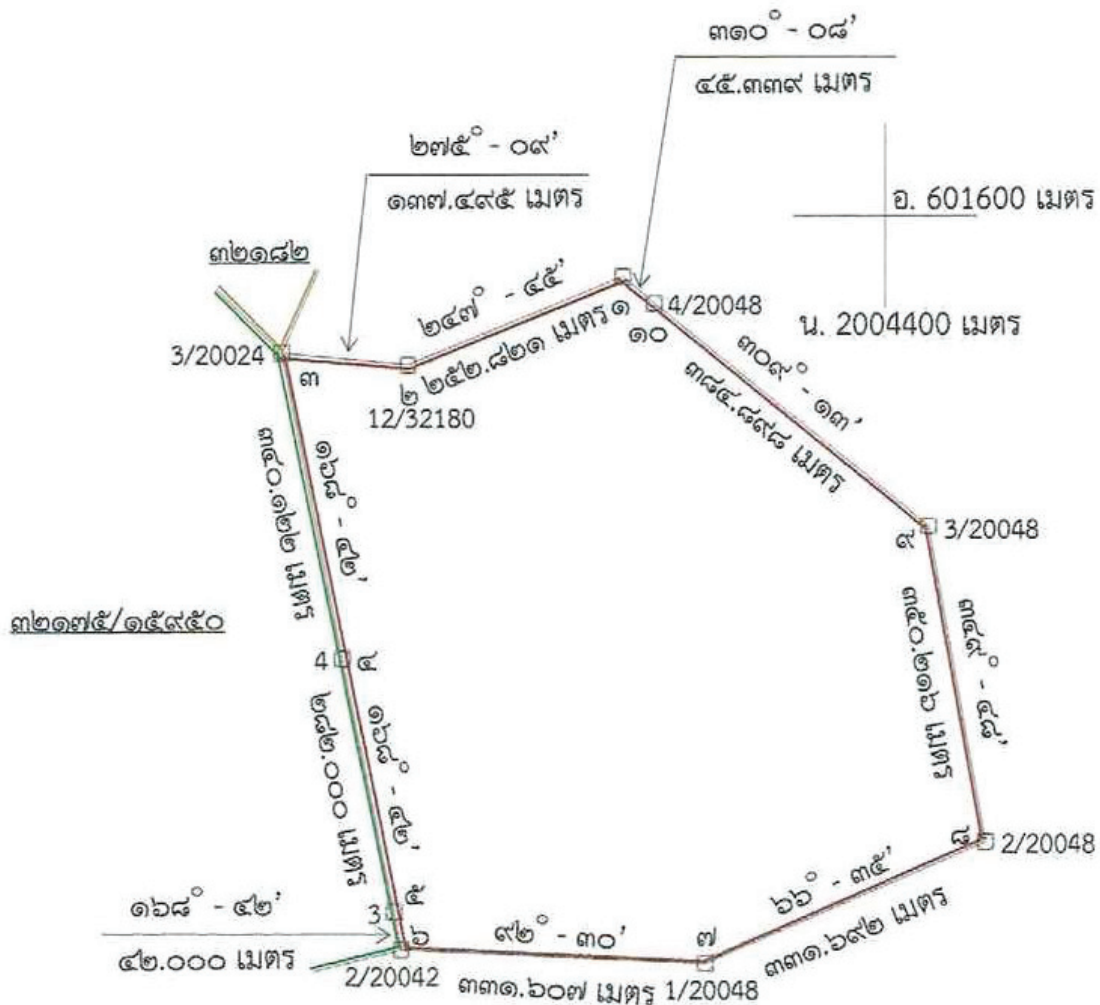 ๓๑๐° - ๐๘'
๔๕.๓๓๙ เมตร
๒๗๕° - ๐๙'
๑๓๗.๔๙๕ เมตร
อ. 601600 เมตร
น. 2004400 เมตร
๓๒๑๘๒
๒๔๗° - ๔๕'
๒๕๒.๘๒๑ เมตร
๑
๑๐
4/20048
3/20024
๓
๒
12/32180
๓๐๙° - ๑๓'
๓๘๔.๘๙๘ เมตร
๑๖๘° - ๔๒'
๓๔๐.๑๒๒ เมตร
๙
3/20048
๓๒๑๗๕/๑๕๙๕๐
4
๔
๓๔๙° - ๔๘'
๓๕๐.๒๑๖ เมตร
๑๖๘° - ๔๒'
๒๘๒.๐๐๐ เมตร
๘
2/20048
๑๖๘° - ๔๒'
๔๒.๐๐๐ เมตร
3
๕
๖
2/20042
๙๒° - ๓๐'
๓๓๑.๖๐๗ เมตร
๗
1/20048
๖๖° - ๓๕'
๓๓๑.๖๙๒ เมตร